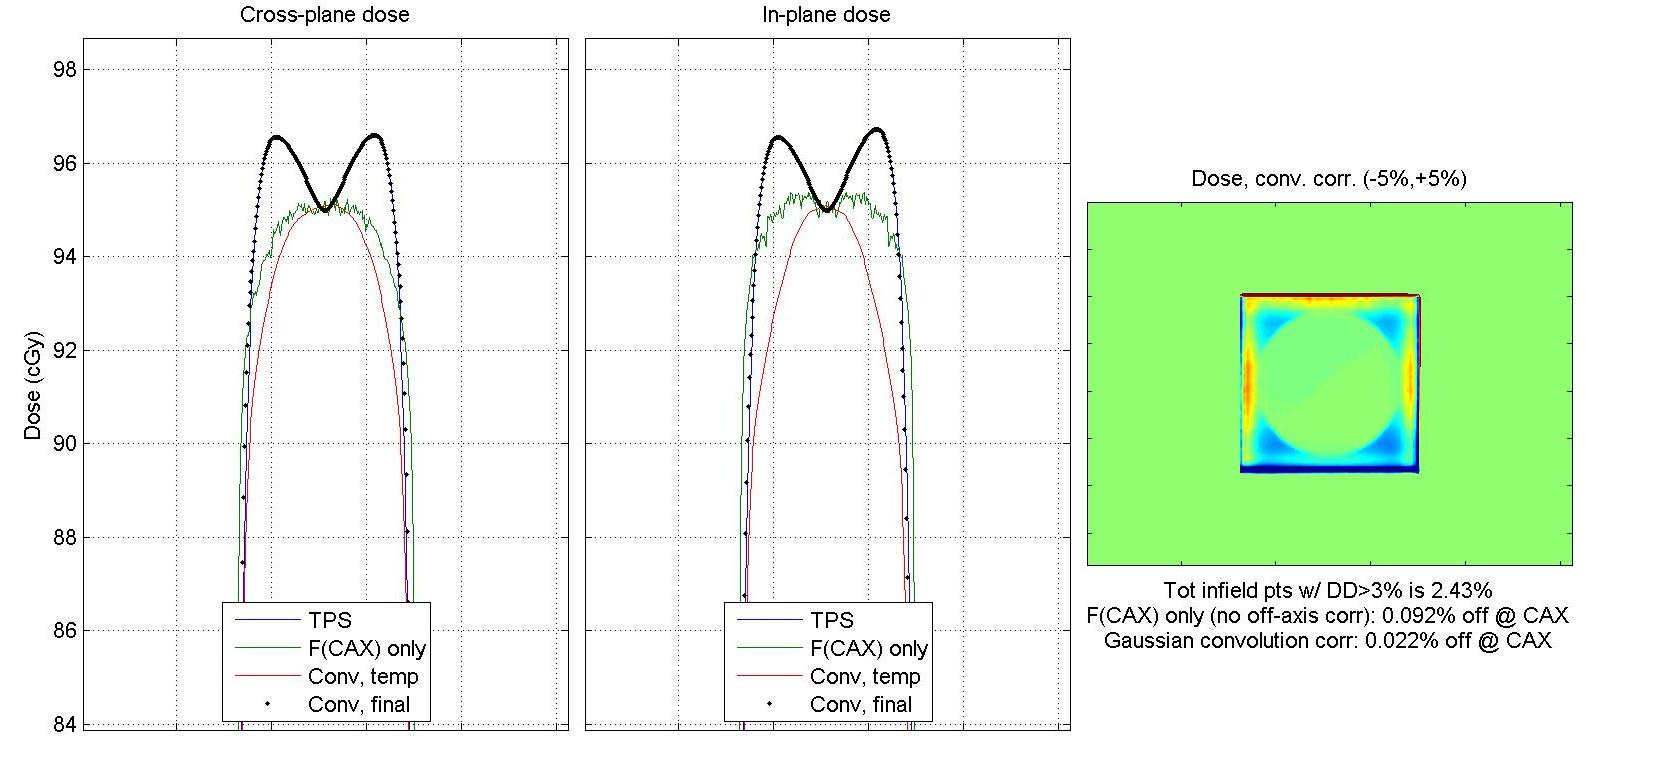 Cross-plane dose
In-plane dose
98
96
94
92
90
88
86
84
Dose (cGy)
TPS
F(CAX) only
Conv, temp
Conv, final
TPS
F(CAX) only
Conv, temp
Conv, final
Dose, conv. corr. (-5%,+5%)
Tot infield pts w/ DD>3% is 2.43%
F(CAX) only (no off-axis corr): 0.092% off @ CAX
Gaussian convolution corr: 0.022% off @ CAX